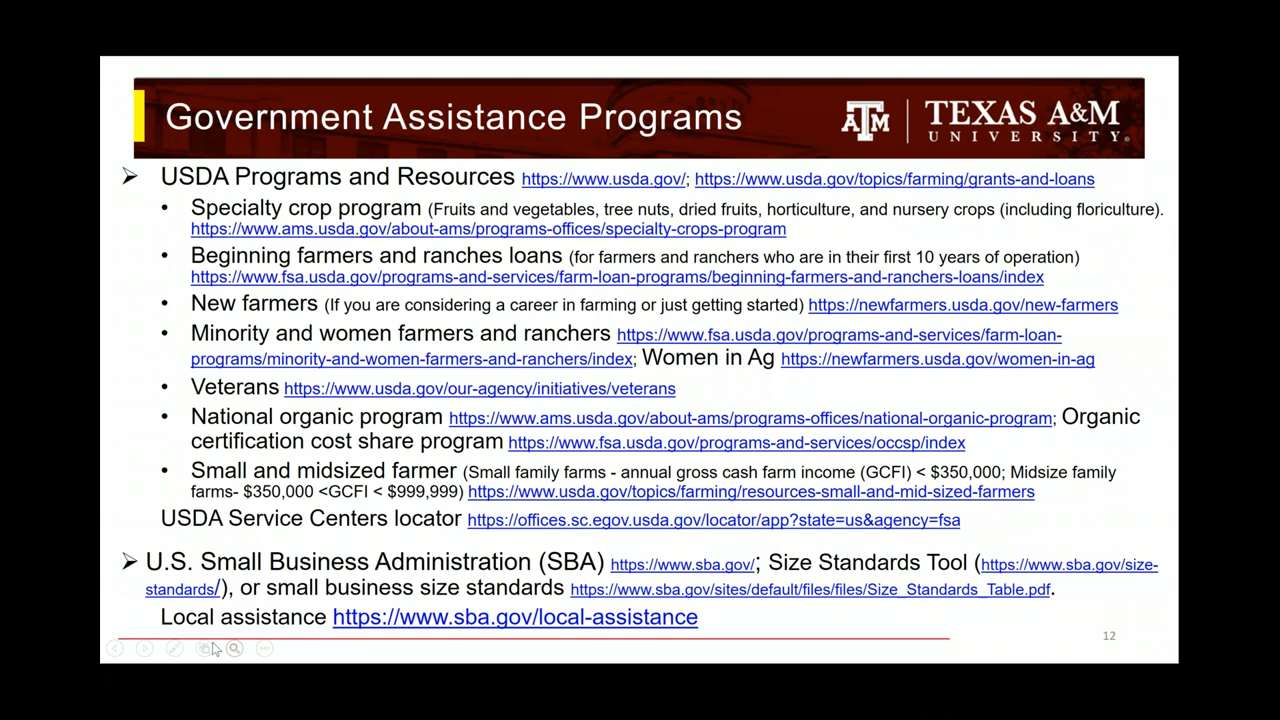 Government Assistance Programs
ATM
TEXAS A&M
UNIVERSITY®
➢ USDA Programs and Resources https://www.usda.gov/; https://www.usda.gov/topics/farming/grants-and-loans
• Specialty crop program (Fruits and vegetables, tree nuts, dried fruits, horticulture, and nursery crops (including floriculture).
https://www.ams.usda.gov/about-ams/programs-offices/specialty-crops-program
• Beginning farmers and ranches loans (for farmers and ranchers who are in their first 10 years of operation)
https://www.fsa.usda.gov/programs-and-services/farm-loan-programs/beginning-farmers-and-ranchers-loans/index
• New farmers (If you are considering a career in farming or just getting started) https://newfarmers.usda.gov/new-farmers
• Minority and women farmers and ranchers https://www.fsa.usda.gov/programs-and-services/farm-loan-
programs/minority-and-women-farmers-and-ranchers/index; Women in Ag https://newfarmers.usda.gov/women-in-ag
• Veterans https://www.usda.gov/our-agency/initiatives/veterans
• National organic program https://www.ams.usda.gov/about-ams/programs-offices/national-organic-program; Organic
certification cost share program https://www.fsa.usda.gov/programs-and-services/occsp/index
• Small and midsized farmer (Small family farms - annual gross cash farm income (GCFI) < $350,000; Midsize family
farms- $350,000 <GCFI < $999,999) https://www.usda.gov/topics/farming/resources-small-and-mid-sized-farmers
USDA Service Centers locator https://offices.sc.egov.usda.gov/locator/app?state=us&agency=fsa
➢ U.S. Small Business Administration (SBA) https://www.sba.gov/; Size Standards Tool (https://www.sba.gov/size-
standards/), or small business size standards https://www.sba.gov/sites/default/files/files/Size_Standards_Table.pdf.
Local assistance https://www.sba.gov/local-assistance
12